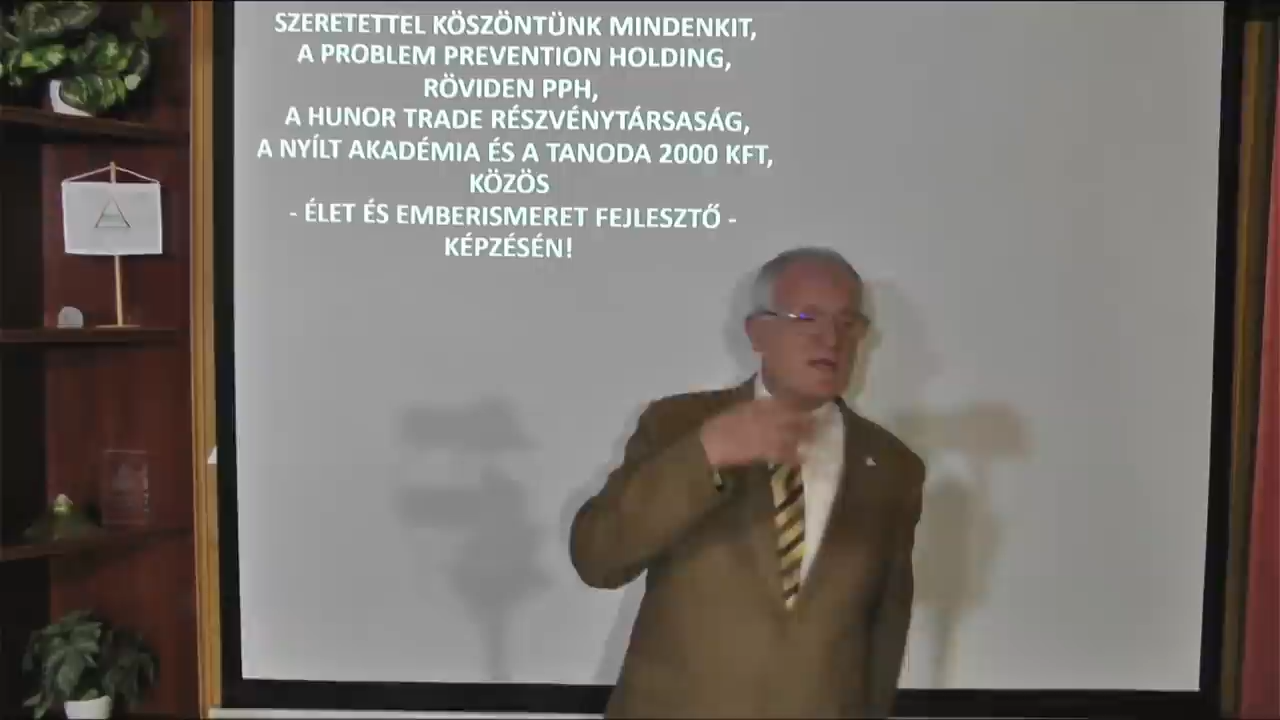 SZERETETTEL KÖSZÖNTÜNK MINDENKIT,
A PROBLEM PREVENTION HOLDING,
RÖVIDEN PPH,
A HUNOR TRADE RÉSZVÉNYTÁRSASÁG,
A NYÍLT AKADÉMIA ÉS A TANODA 2000 KFT,
KÖZÖS
- ÉLET ÉS EMBERISMERET FEJLESZTŐ -
KÉPZÉSÉN!